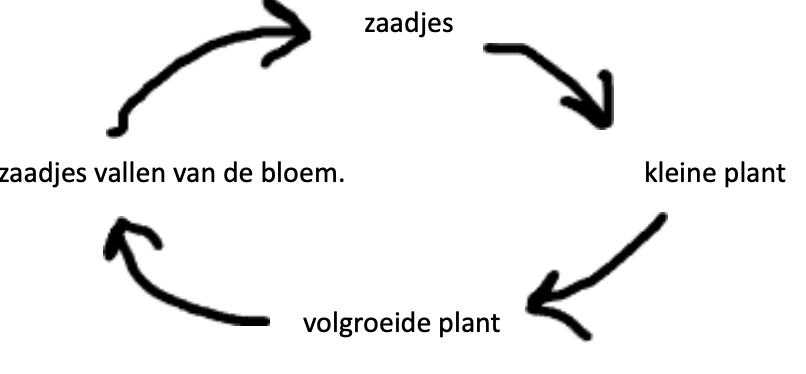 zaadjes
zaadjes vallen van de bloem.
kleine plant
volgroeide plant